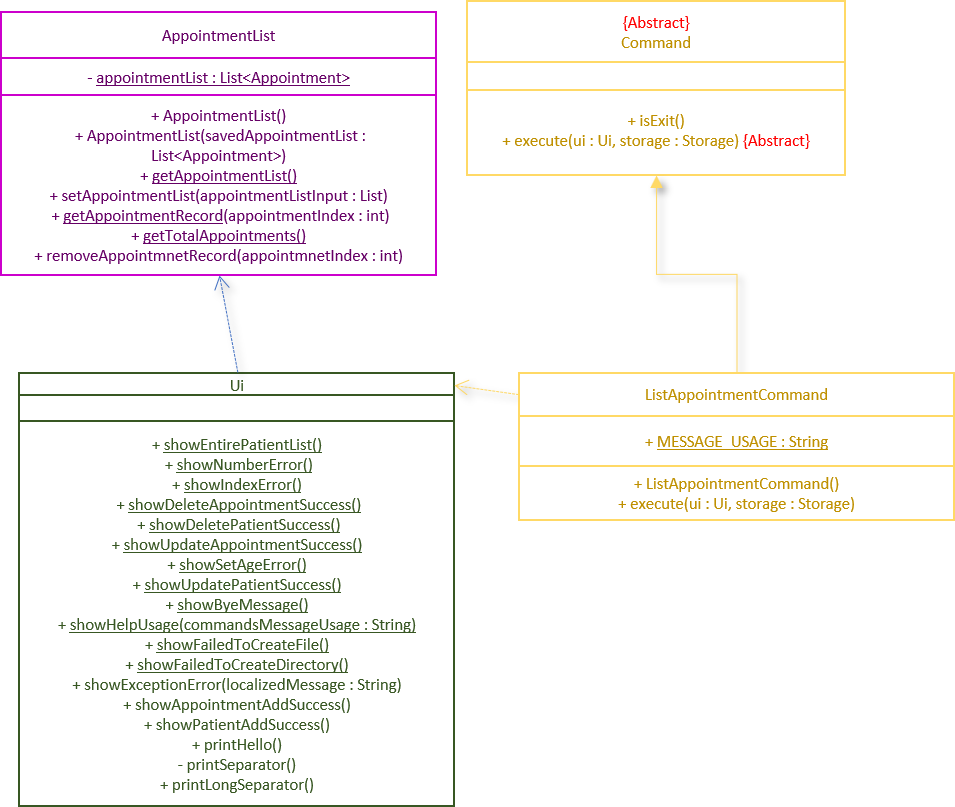 AppointmentList
- appointmentList : List<Appointment>
+ AppointmentList()
+ AppointmentList(savedAppointmentList :
List<Appointment>)
+ getAppointmentList()
+ setAppointmentList(appointmentListInput : List)
+ getAppointmentRecord(appointmentIndex : int)
+ getTotalAppointments()
+ removeAppointmnetRecord(appointmnetIndex : int)
{Abstract}
Command
+ isExit()
+ execute(ui : Ui, storage : Storage) {Abstract}
Ui
+ showEntirePatientList()
+ showNumberError()
+ showIndexError()
+ showDeleteAppointmentSuccess()
+ showDeletePatientSuccess()
+ showUpdateAppointmentSuccess()
+ showSetAgeError()
+ showUpdatePatientSuccess()
+ showByeMessage()
+ showHelpUsage(commandsMessageUsage : String)
+ showFailedToCreateFile()
+ showFailedToCreateDirectory()
+ showExceptionError(localizedMessage : String)
+ showAppointmentAddSuccess()
+ showPatientAddSuccess()
+ printHello()
- printSeparator()
+ printLongSeparator()
ListAppointmentCommand
+ MESSAGE_USAGE : String
+ ListAppointmentCommand()
+ execute(ui : Ui, storage : Storage)